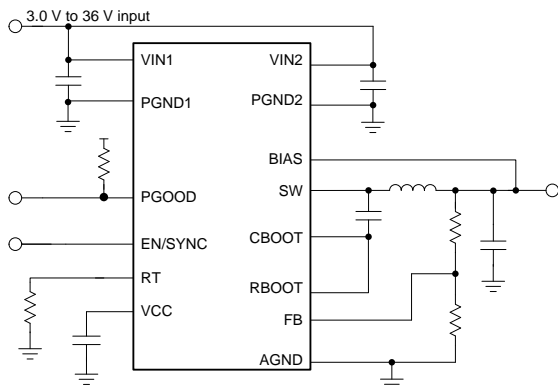 3.0 V to 36 V input
VIN1
VIN2
PGND1
PGND2
BIAS
SW
PGOOD
CBOOT
EN/SYNC
RT
RBOOT
VCC
FB
AGND